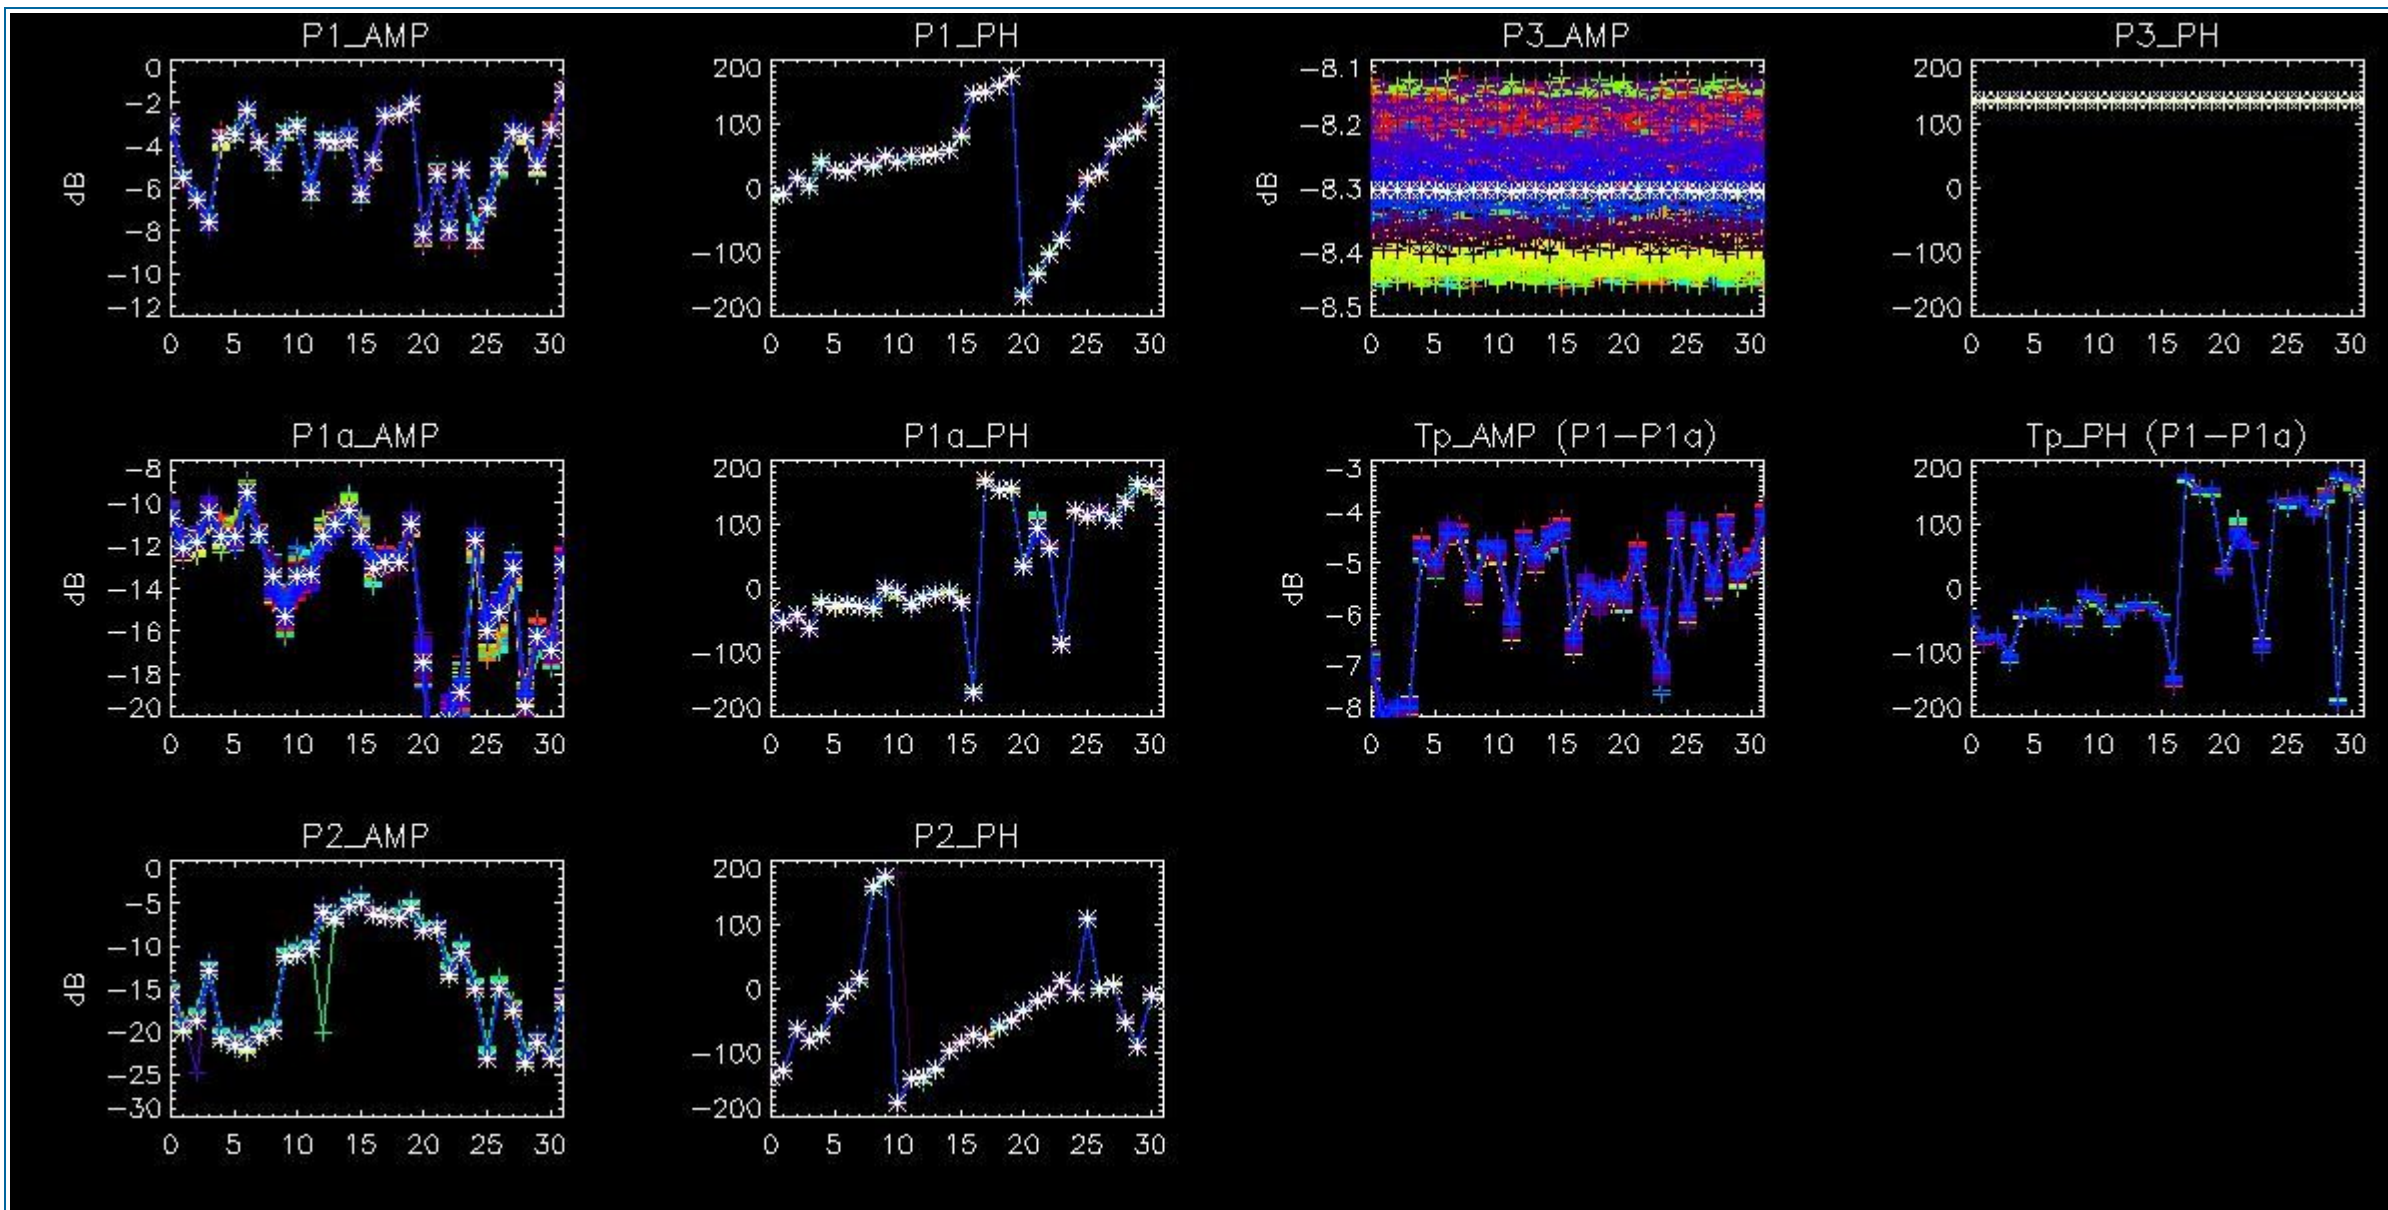 P1_AMP
0
−2
−4
−6
−8
−10
−12
dB
0 5 10 15 20 25 30
P1_PH
200
100
0
−100
−200
0 5 10 15 20 25 30
P3_AMP
−8.1
−8.2
−8.3
−8.4
−8.5
dB
0 5 10 15 20 25 30
P3_PH
200
100
0
−100
−200
0 5 10 15 20 25 30
P1a_AMP
−8
−10
−12
−14
−16
−18
−20
dB
0 5 10 15 20 25 30
P1a_PH
200
100
0
−100
−200
0 5 10 15 20 25 30
Tp_AMP (P1−P1a)
−3
−4
−5
−6
−7
−8
dB
0 5 10 15 20 25 30
Tp_PH (P1−P1a)
200
100
0
−100
−200
0 5 10 15 20 25 30
P2_AMP
0
−5
−10
−15
−20
−25
−30
dB
0 5 10 15 20 25 30
P2_PH
200
100
0
−100
−200
0 5 10 15 20 25 30